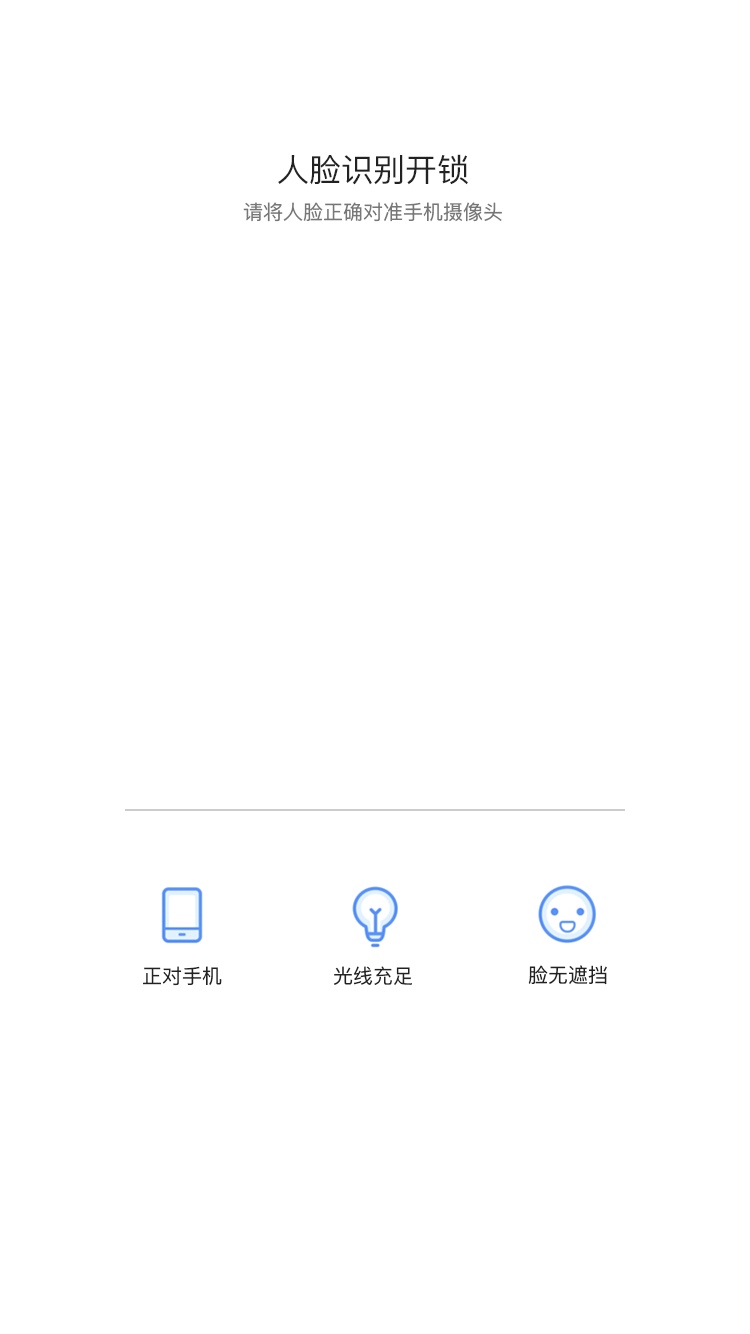 人脸识别开锁
请将人脸正确对准手机摄像头
正对手机
光线充足
脸无遮挡